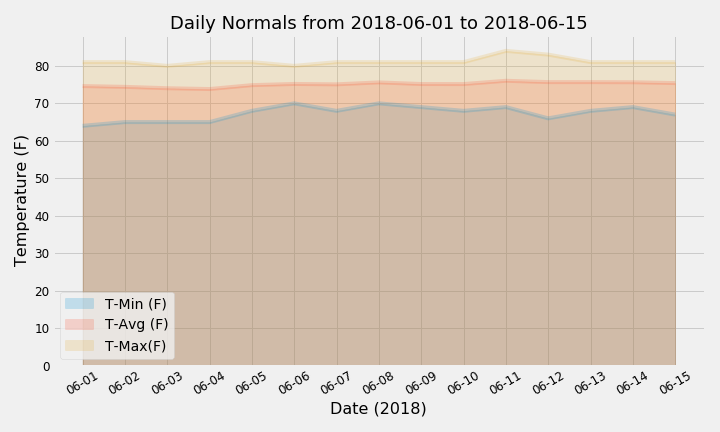 Daily Normals from 2018-06-01 to 2018-06-15
Temperature (F)
80
70
60
50
40
30
20
10
0
T-Min (F)
T-Avg (F)
T-Max(F)
06-01 06-02 06-03 06-04 06-05 06-06 06-07 06-08 06-09 06-10 06-11 06-12 06-13 06-14 06-15
Date (2018)